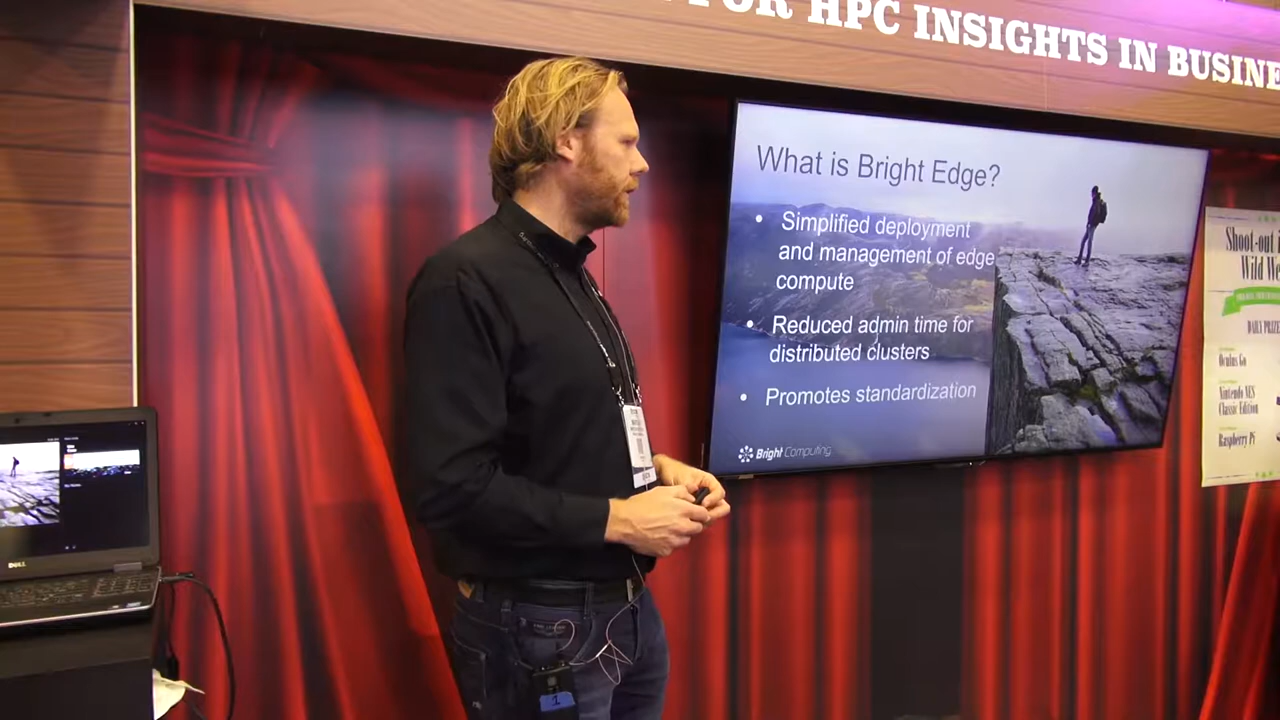 FOR HPC INSIGHTS IN BUSINE
What is Bright Edge?
• Simplified deployment
and management of edge
compute
• Reduced admin time for
distributed clusters
• Promotes standardization
Bright Computing
Shoot-out
Wild We
DAILY PRIZE
Oculus Go
Nintendo NES
Classic Edition
Raspberry Pi
DELL
1